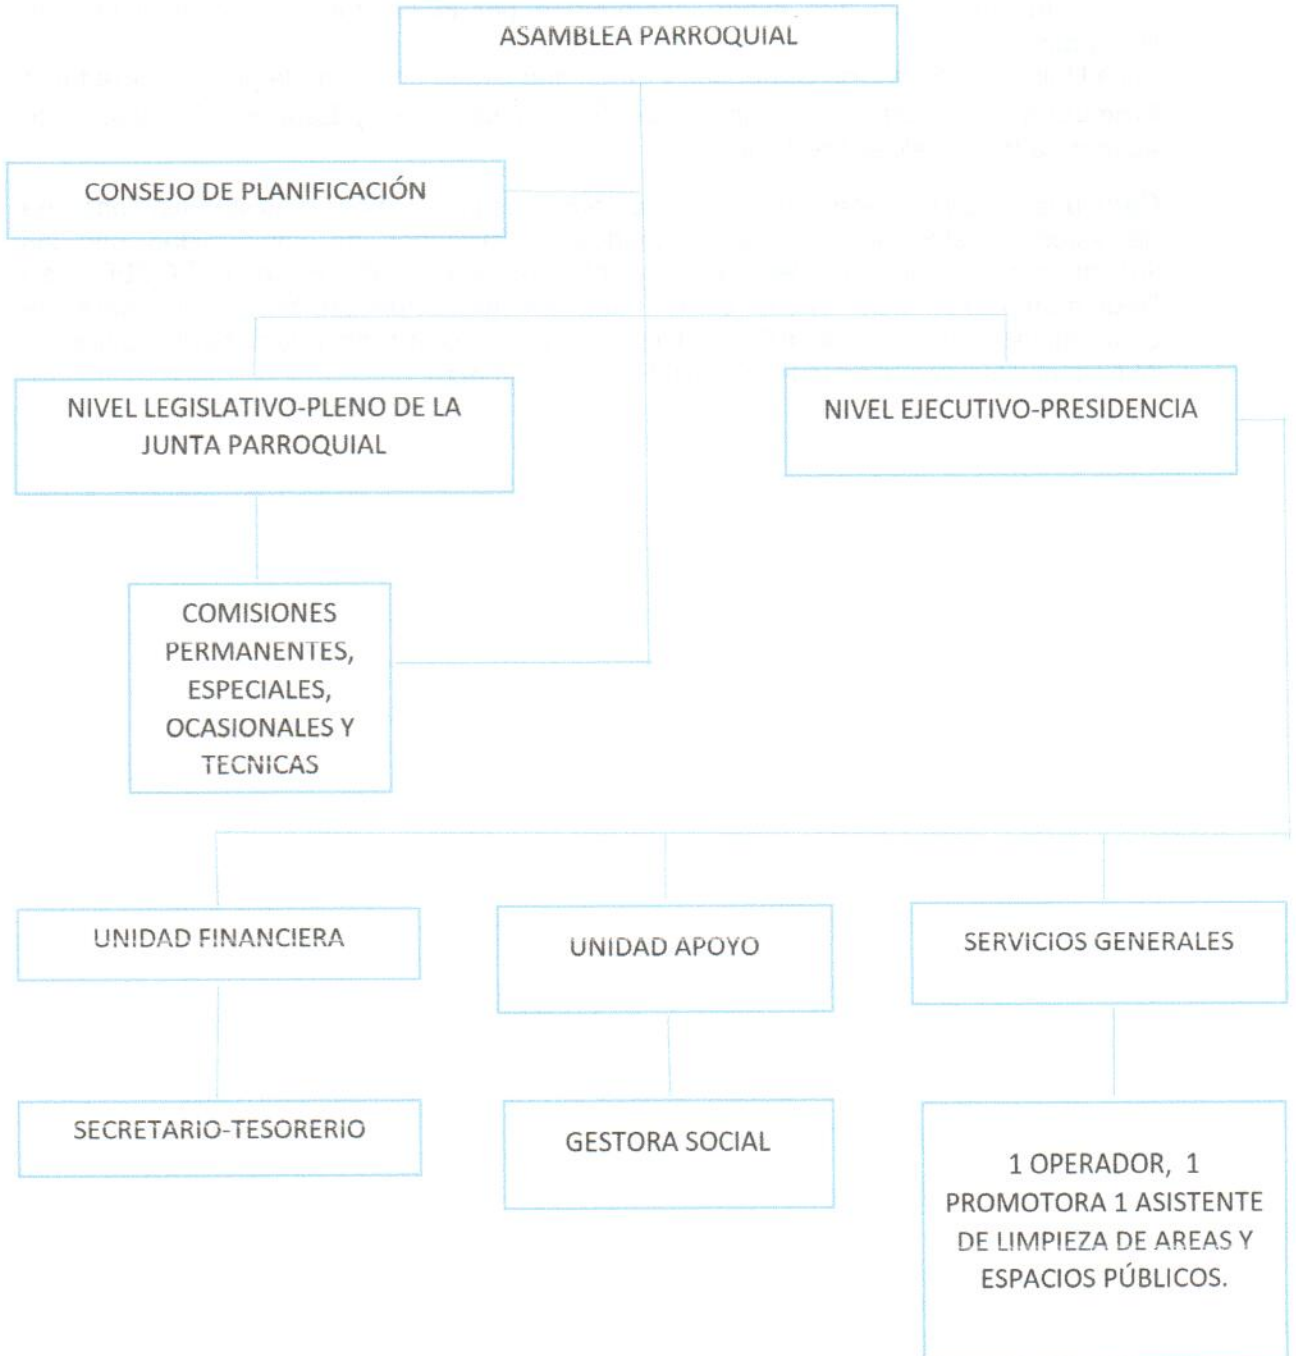 ASAMBLEA PARROQUIAL
CONSEJO DE PLANIFICACIÓN
NIVEL LEGISLATIVO-PLENO DE LA
JUNTA PARROQUIAL
NIVEL EJECUTIVO-PRESIDENCIA
COMISIONES
PERMANENTES,
ESPECIALES,
OCASIONALES Y
TECNICAS
UNIDAD FINANCIERA
UNIDAD APOYO
SERVICIOS GENERALES
SECRETARIO-TESORERIO
GESTORA SOCIAL
1 OPERADOR, 1
PROMOTORA 1 ASISTENTE
DE LIMPIEZA DE AREAS Y
ESPACIOS PÚBLICOS.